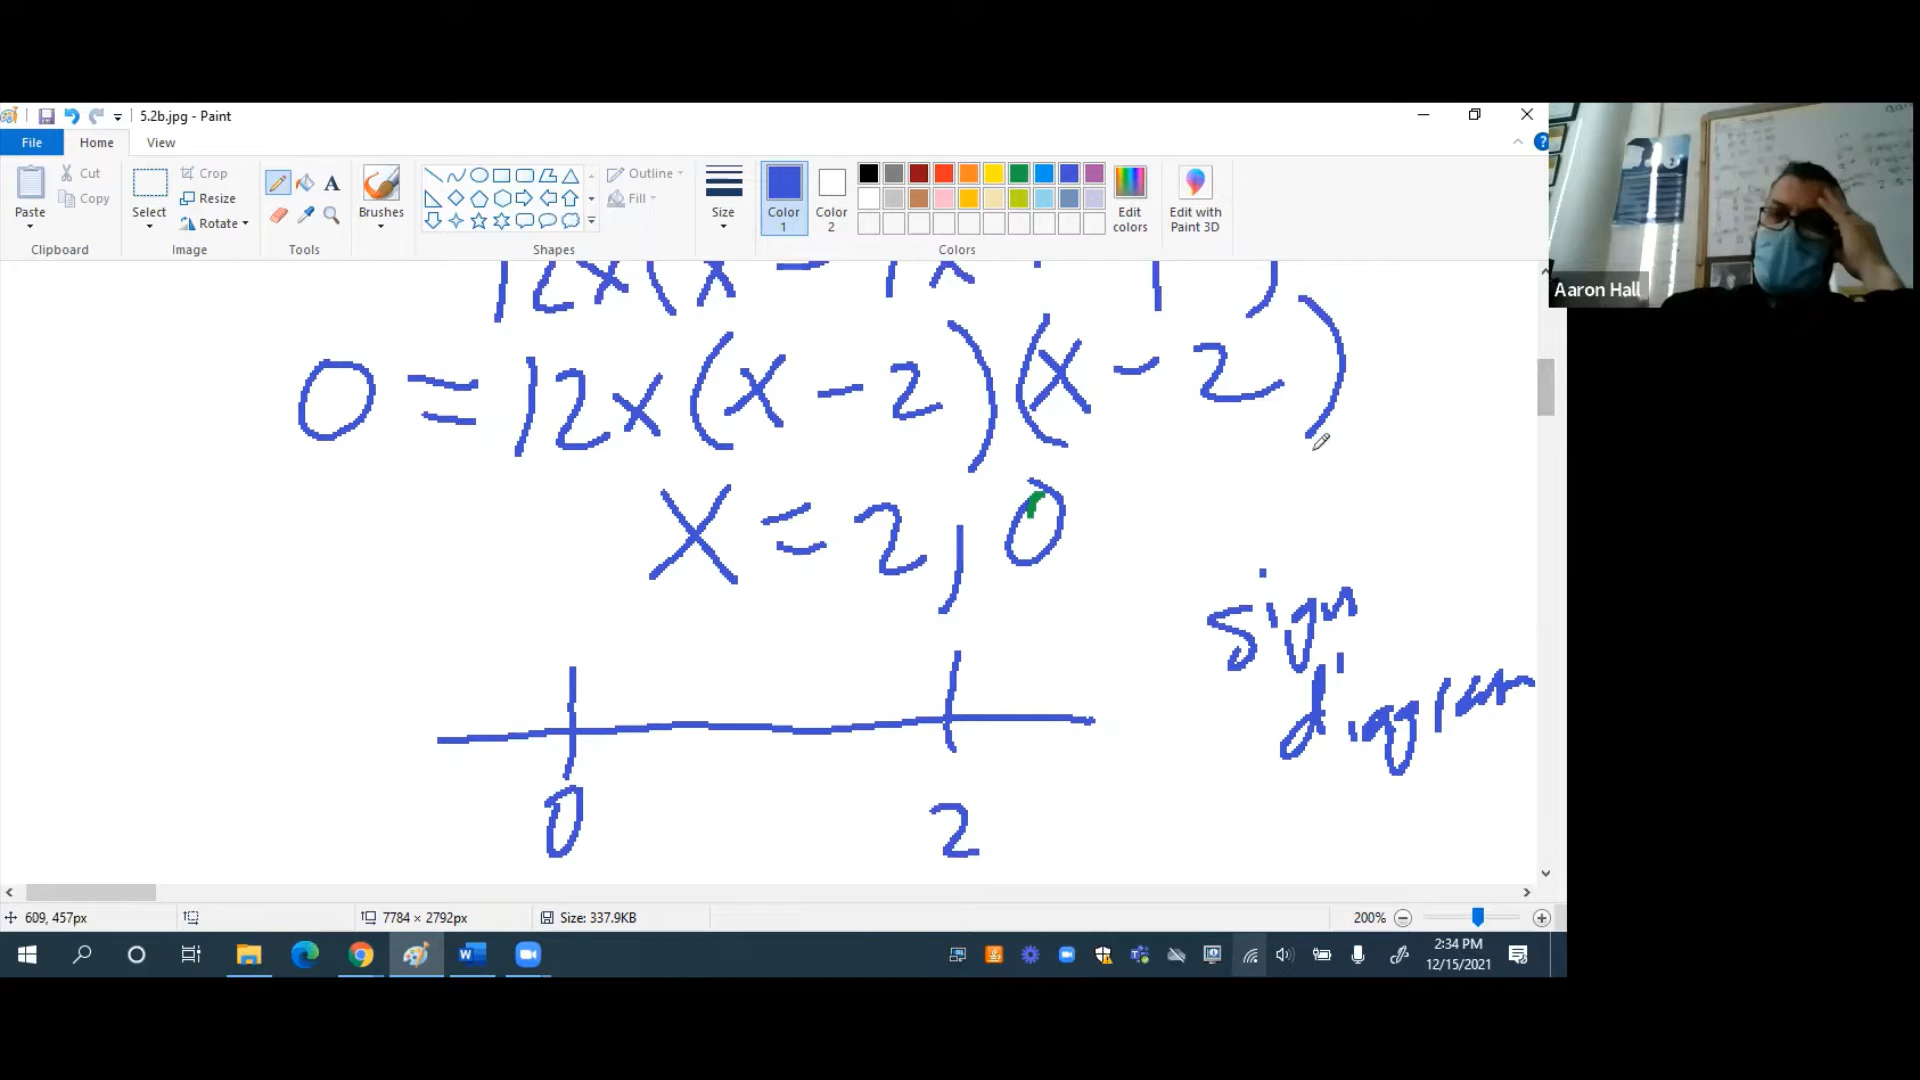 5.2b.jpg - Paint
File Home View
Paste
Cut
Copy
Clipboard
Select
Crop
Resize
Rotate
Image
A
Tools
Brushes
Shapes
Outline
Fill
Size
Color 1
Color 2
Colors
Edit colors
Edit with Paint 3D
Aaron Hall
0 = 12x(x - 2)(x - 2)
x = 2, 0
sign
diagram
0 2
609, 457px
7784 × 2792px
Size: 337.9KB
200%
2:34 PM
12/15/2021